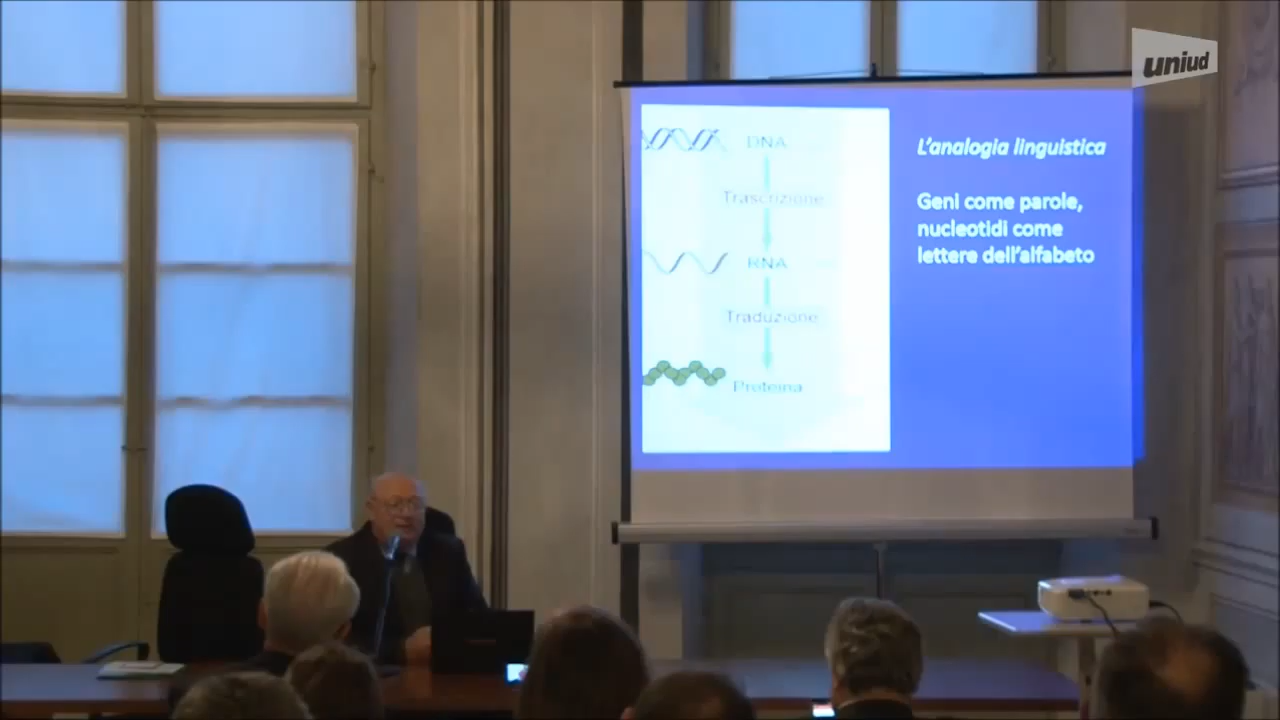 uniud
DNA
Trascrizione
RNA
Traduzione
Proteina
L'analogia linguistica
Geni come parole,
nucleotidi come
lettere dell'alfabeto